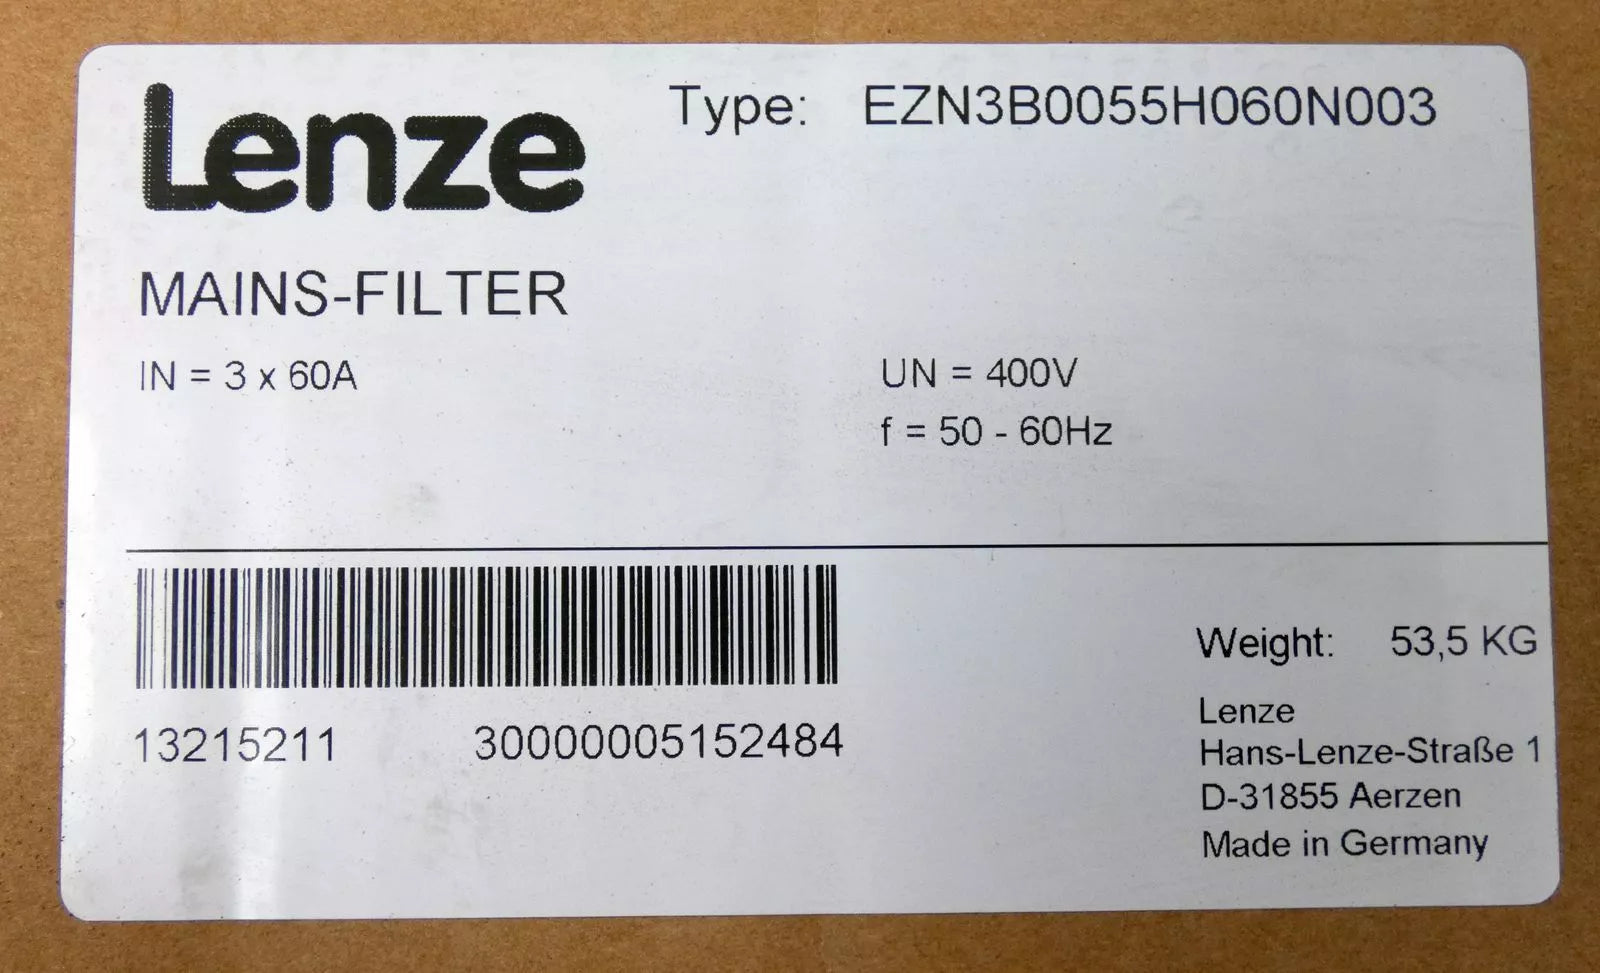 Lenze
Type: EZN3B0055H060N003
MAINS-FILTER
IN = 3 x 60A
UN = 400V
f = 50 - 60Hz
13215211 30000005152484
Weight: 53,5 KG
Lenze
Hans-Lenze-Straße 1
D-31855 Aerzen
Made in Germany